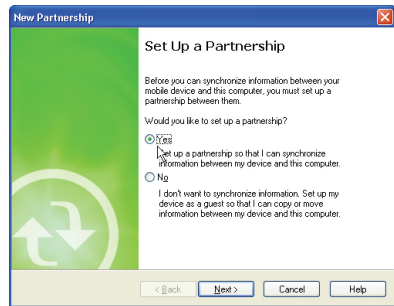 New Partnership
Set Up a Partnership
Before you can synchronize information between your
mobile device and this computer, you must set up a
partnership between them.
Would you like to set up a partnership?
Yes
Set up a partnership so that I can synchronize
information between my device and this computer.
No
I don't want to synchronize information. Set up my
device as a guest so that I can copy or move
information between my device and this computer.
< Back
Next >
Cancel
Help